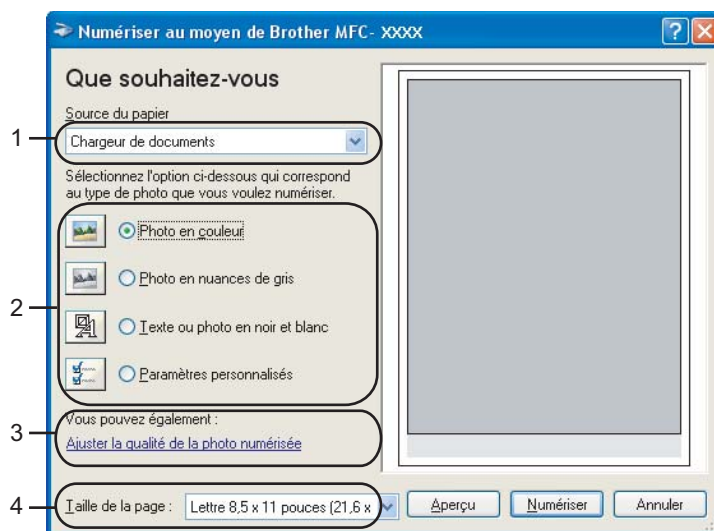 Numériser au moyen de Brother MFC- XXXX
Que souhaitez-vous
Source du papier
1
Chargeur de documents
Sélectionnez l'option ci-dessous qui correspond
au type de photo que vous voulez numériser.
Photo en couleur
Photo en nuances de gris
2
Texte ou photo en noir et blanc
Paramètres personnalisés
Vous pouvez également :
3
Ajuster la qualité de la photo numérisée
4
Taille de la page : Lettre 8,5 x 11 pouces (21,6 x
Aperçu Numériser Annuler